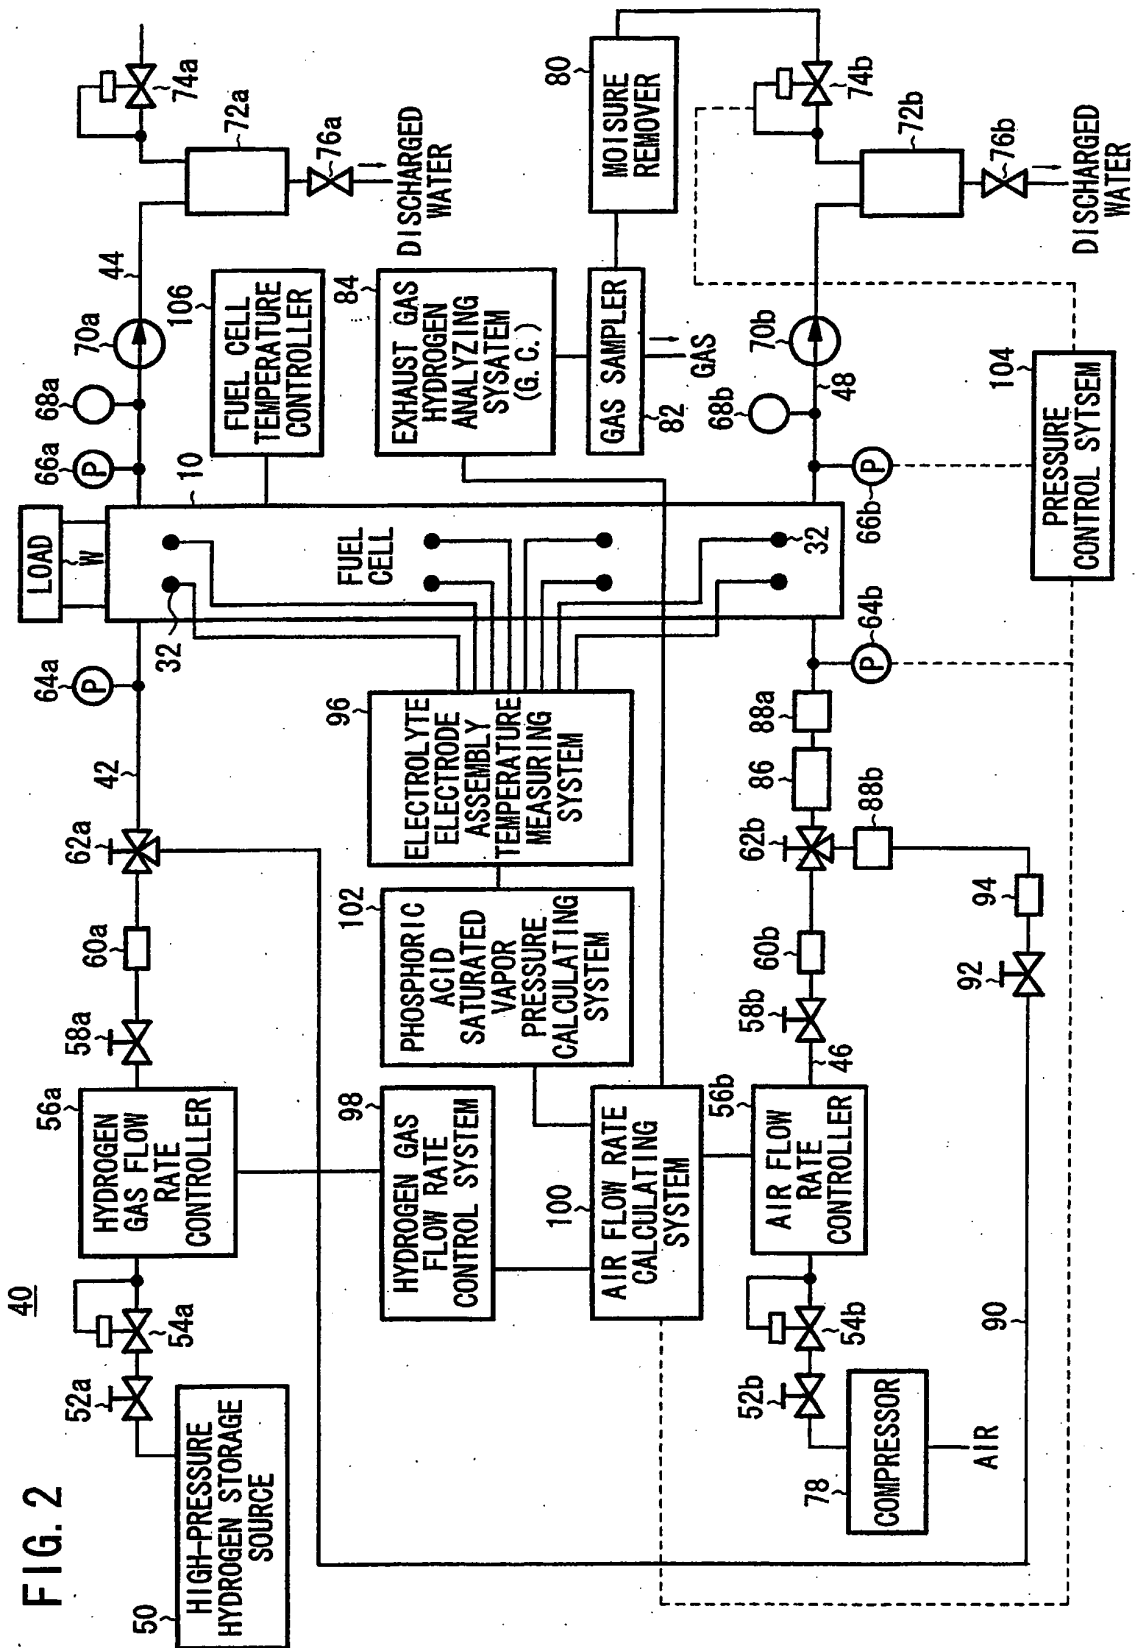 FIG. 2
40
50
HIGH-PRESSURE
HYDROGEN STORAGE
SOURCE
52a
54a
56a
HYDROGEN
GAS FLOW
RATE
CONTROLLER
58a
60a
62a
42
64a
LOAD
W
10
32
FUEL
CELL
32
66a
68a
70a
44
72a
74a
76a
DISCHARGED
WATER
106
FUEL CELL
TEMPERATURE
CONTROLLER
84
EXHAUST GAS
HYDROGEN
ANALYZING
SYSATEM
(G. C.)
80
MOISURE
REMOVER
GAS SAMPLER
82
GAS
96
ELECTROLYTE
ELECTRODE
ASSEMBLY
TEMPERATURE
MEASURING
SYSTEM
102
PHOSPHORIC
ACID
SATURATED
VAPOR
PRESSURE
CALCULATING
SYSTEM
98
HYDROGEN GAS
FLOW RATE
CONTROL SYSTEM
100
AIR FLOW RATE
CALCULATING
SYSTEM
56b
AIR FLOW
RATE
CONTROLLER
78
COMPRESSOR
AIR
52b
54b
46
58b
60b
62b
86
88a
88b
64b
66b
68b
48
70b
72b
74b
76b
DISCHARGED
WATER
90
92
94
104
PRESSURE
CONTROL SYTSEM
P
P
P
P